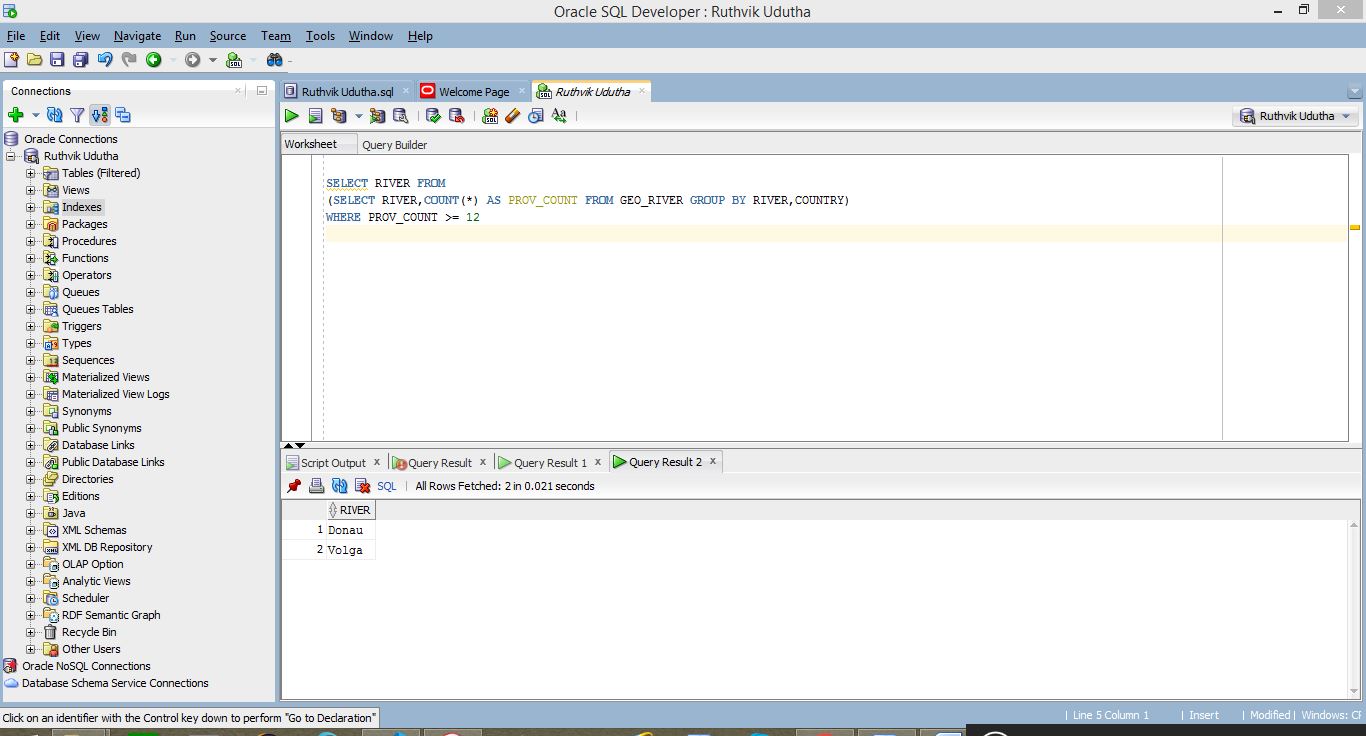 Oracle SQL Developer : Ruthvik Udutha
File Edit View Navigate Run Source Team Tools Window Help
Connections
Oracle Connections
Ruthvik Udutha
Tables (Filtered)
Views
Indexes
Packages
Procedures
Functions
Operators
Queues
Queues Tables
Triggers
Types
Sequences
Materialized Views
Materialized View Logs
Synonyms
Public Synonyms
Database Links
Public Database Links
Directories
Editions
Java
XML Schemas
XML DB Repository
OLAP Option
Analytic Views
Scheduler
RDF Semantic Graph
Recycle Bin
Other Users
Oracle NoSQL Connections
Database Schema Service Connections
Ruthvik Udutha.sql Welcome Page Ruthvik Udutha
Ruthvik Udutha
Worksheet Query Builder
SELECT RIVER FROM
(SELECT RIVER,COUNT(*) AS PROV_COUNT FROM GEO_RIVER GROUP BY RIVER,COUNTRY)
WHERE PROV_COUNT >= 12
Script Output x Query Result x Query Result 1 x Query Result 2 x
SQL | All Rows Fetched: 2 in 0.021 seconds
RIVER
1 Donau
2 Volga
Click on an identifier with the Control key down to perform "Go to Declaration"
| Line 5 Column 1 | Insert | Modified | Windows: CF